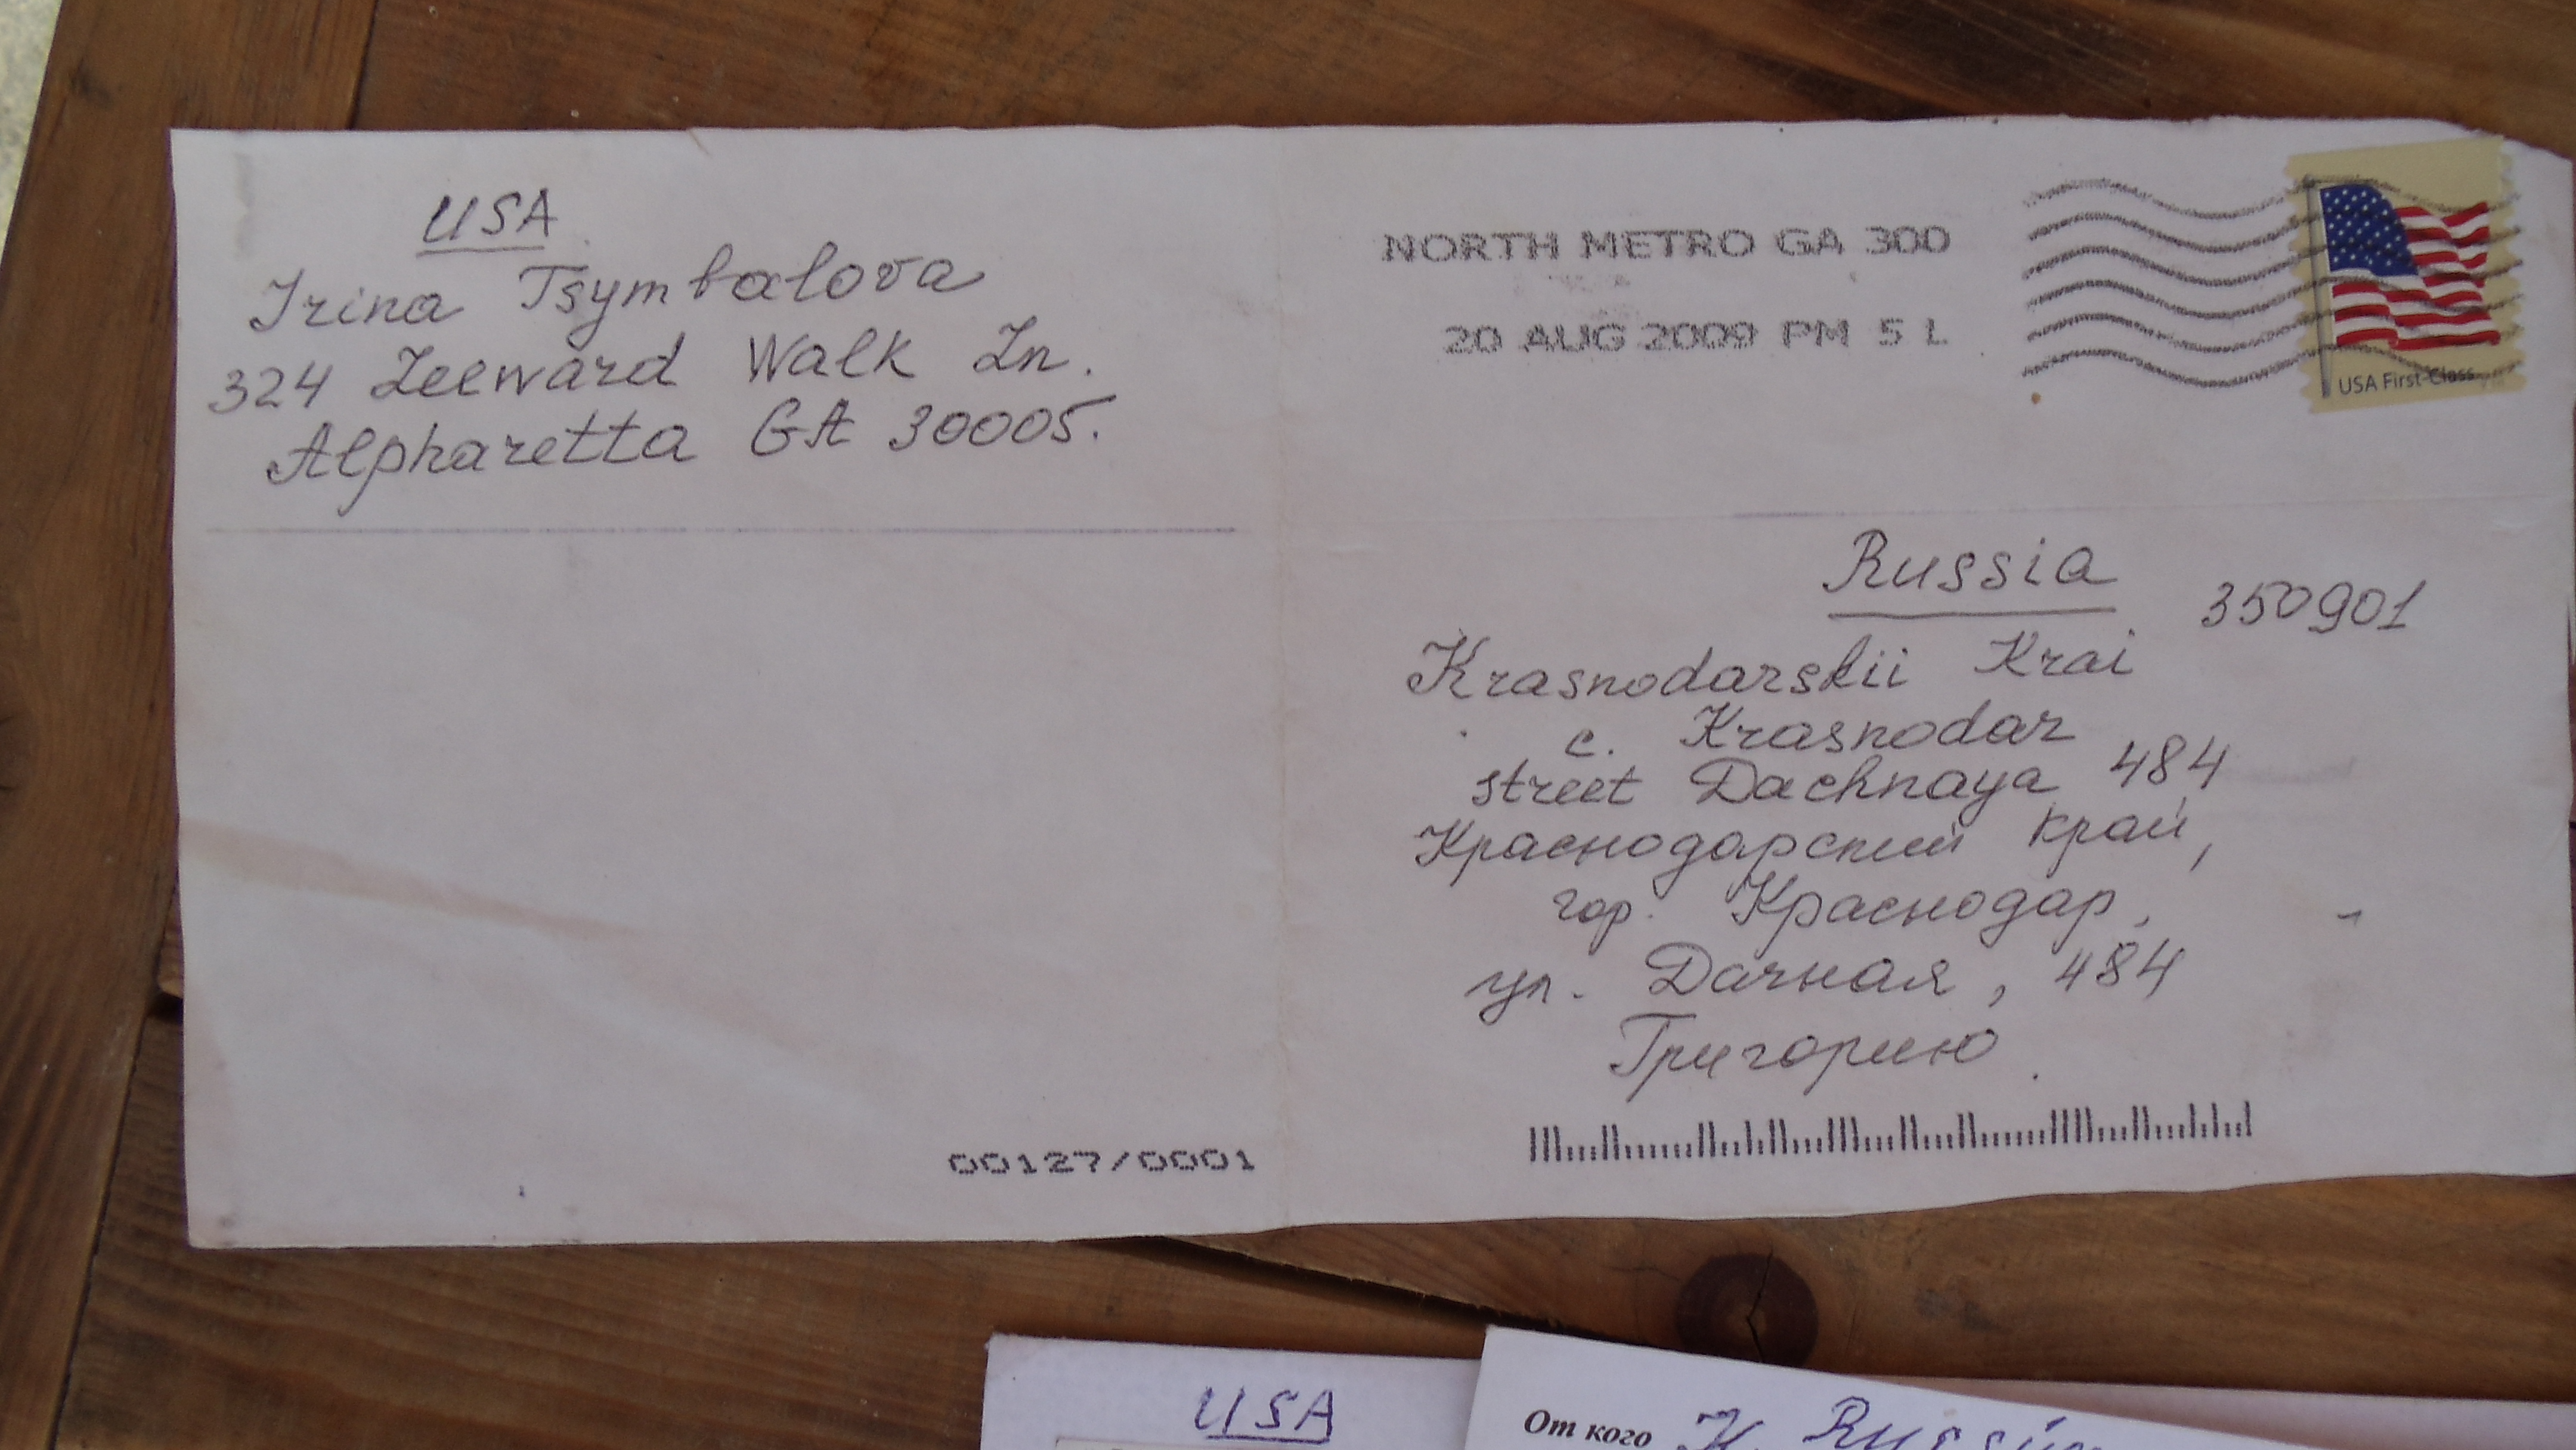 USA
Irina Tsymbalova
324 Leeward Walk Ln.
Alpharetta GA 30005.
NORTH METRO GA 300
20 AUG 2009 PM 5 L
USA First-Class
Russia
350901
Krasnodarskii Krai
c. Krasnodar
street Dachnaya 484
Краснодарский край,
гор. Краснодар,
ул. Дачная, 484
Григорию
00127/0001
USA
От кого К. Russia